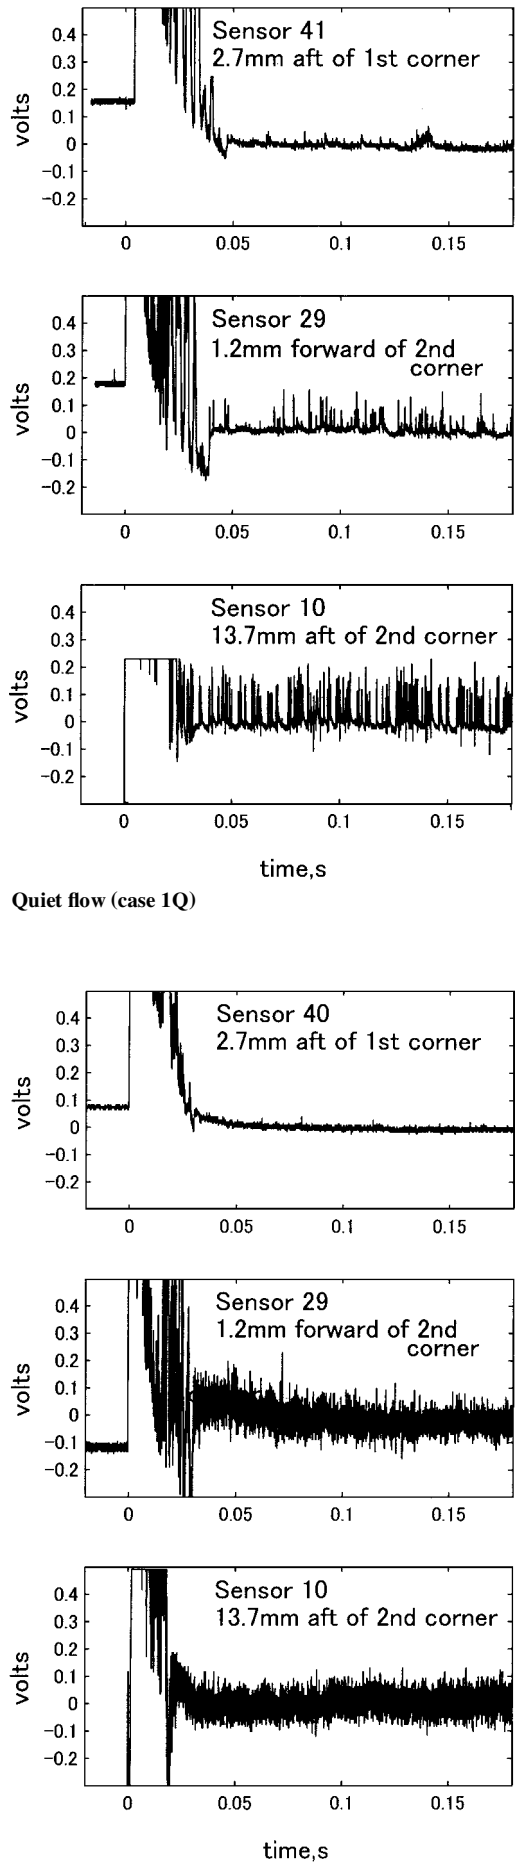 0.5
Sensor 41
0.4
2.7mm aft of 1st corner
0.3
0.2
volts
0.1
0
−0.1
−0.2
0 0.05 0.1 0.15
Sensor 29
0.4
1.2mm forward of 2nd
corner
0.3
0.2
volts
0.1
0
−0.1
−0.2
0 0.05 0.1 0.15
Sensor 10
0.4
13.7mm aft of 2nd corner
0.3
0.2
volts
0.1
0
−0.1
−0.2
0 0.05 0.1 0.15
time,s
Quiet flow (case 1Q)
Sensor 40
0.4
2.7mm aft of 1st corner
0.3
0.2
volts
0.1
0
−0.1
−0.2
0 0.05 0.1 0.15
Sensor 29
0.4
1.2mm forward of 2nd
corner
0.3
0.2
volts
0.1
0
−0.1
−0.2
0 0.05 0.1 0.15
Sensor 10
0.4
13.7mm aft of 2nd corner
0.3
0.2
volts
0.1
0
−0.1
−0.2
0 0.05 0.1 0.15
time,s